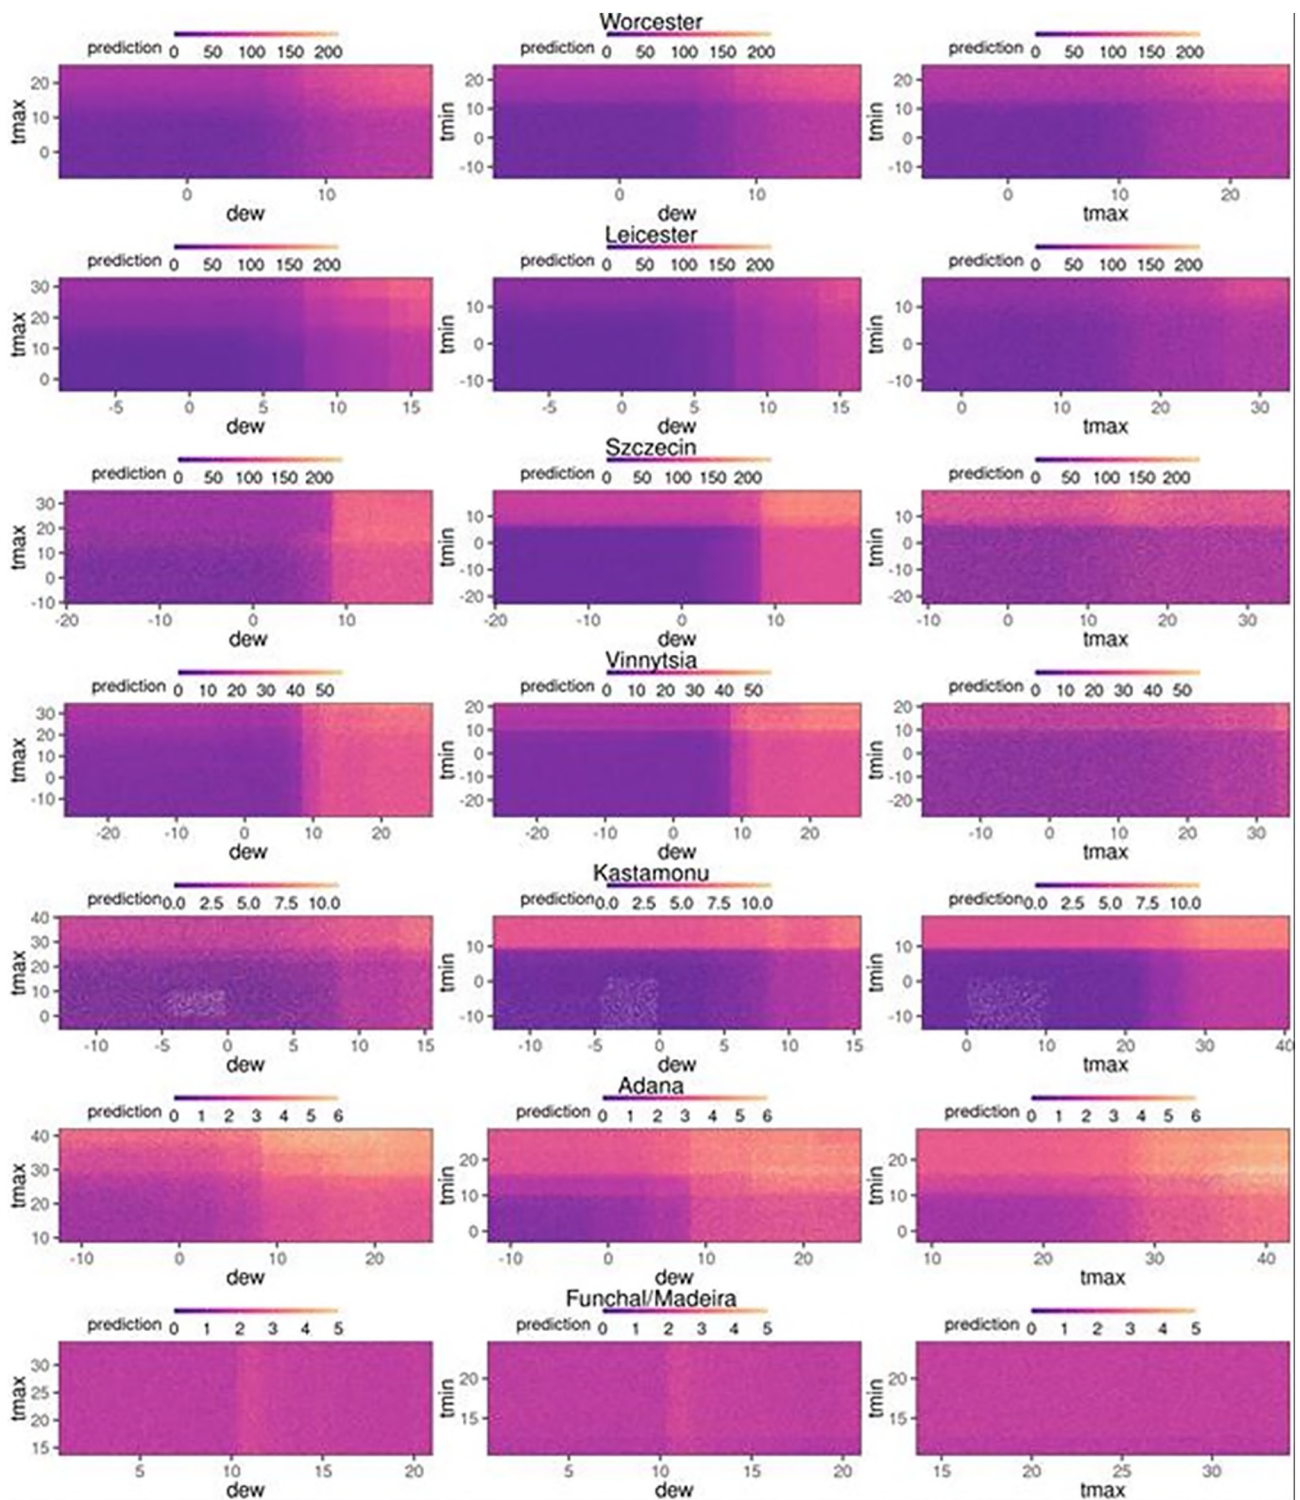 Worcester
prediction 0 50 100 150 200 prediction 0 50 100 150 200 prediction 0 50 100 150 200
tmax 20 10 0 tmin 20 10 0 -10 tmin 20 10 0 -10
0 10 0 10 0 10 20
dew dew tmax
Leicester
prediction 0 50 100 150 200 prediction 0 50 100 150 200 prediction 0 50 100 150 200
tmax 30 20 10 0 tmin 10 0 -10 tmin 10 0 -10
-5 0 5 10 15 -5 0 5 10 15 0 10 20 30
dew dew tmax
Szczecin
prediction 0 50 100 150 200 prediction 0 50 100 150 200 prediction 0 50 100 150 200
tmax 30 20 10 0 -10 tmin 10 0 -10 -20 tmin 10 0 -10 -20
-20 -10 0 10 -20 -10 0 10 -10 0 10 20 30
dew dew tmax
Vinnytsia
prediction 0 10 20 30 40 50 prediction 0 10 20 30 40 50 prediction 0 10 20 30 40 50
tmax 30 20 10 0 -10 tmin 20 10 0 -10 -20 tmin 20 10 0 -10 -20
-20 -10 0 10 20 -20 -10 0 10 20 -10 0 10 20 30
dew dew tmax
Kastamonu
prediction 0.0 2.5 5.0 7.5 10.0 prediction 0.0 2.5 5.0 7.5 10.0 prediction 0.0 2.5 5.0 7.5 10.0
tmax 40 30 20 10 0 tmin 10 0 -10 tmin 10 0 -10
-10 -5 0 5 10 15 -10 -5 0 5 10 15 0 10 20 30 40
dew dew tmax
Adana
prediction 0 1 2 3 4 5 6 prediction 0 1 2 3 4 5 6 prediction 0 1 2 3 4 5 6
tmax 40 30 20 10 tmin 20 10 0 tmin 20 10 0
-10 0 10 20 -10 0 10 20 10 20 30 40
dew dew tmax
Funchal/Madeira
prediction 0 1 2 3 4 5 prediction 0 1 2 3 4 5 prediction 0 1 2 3 4 5
tmax 30 25 20 15 tmin 20 15 tmin 20 15
5 10 15 20 5 10 15 20 15 20 25 30
dew dew tmax